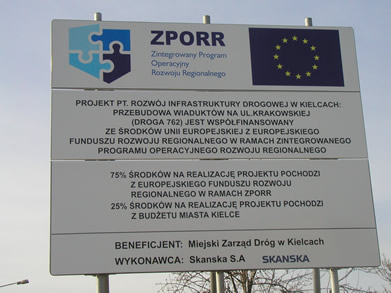 ZPORR
Zintegrowany Program
Operacyjny
Rozwoju Regionalnego
PROJEKT PT. ROZWÓJ INFRASTRUKTURY DROGOWEJ W KIELCACH:
PRZEBUDOWA WIADUKTÓW NA UL.KRAKOWSKIEJ
(DROGA 762) JEST WSPÓŁFINANSOWANY
ZE ŚRODKÓW UNII EUROPEJSKIEJ Z EUROPEJSKIEGO
FUNDUSZU ROZWOJU REGIONALNEGO W RAMACH ZINTEGROWANEGO
PROGRAMU OPERACYJNEGO ROZWOJU REGIONALNEGO
75% ŚRODKÓW NA REALIZACJĘ PROJEKTU POCHODZI
Z EUROPEJSKIEGO FUNDUSZU ROZWOJU
REGIONALNEGO W RAMACH ZPORR
25% ŚRODKÓW NA REALIZACJĘ PROJEKTU POCHODZI
Z BUDŻETU MIASTA KIELCE
BENEFICJENT: Miejski Zarząd Dróg w Kielcach
WYKONAWCA: Skanska S.A SKANSKA